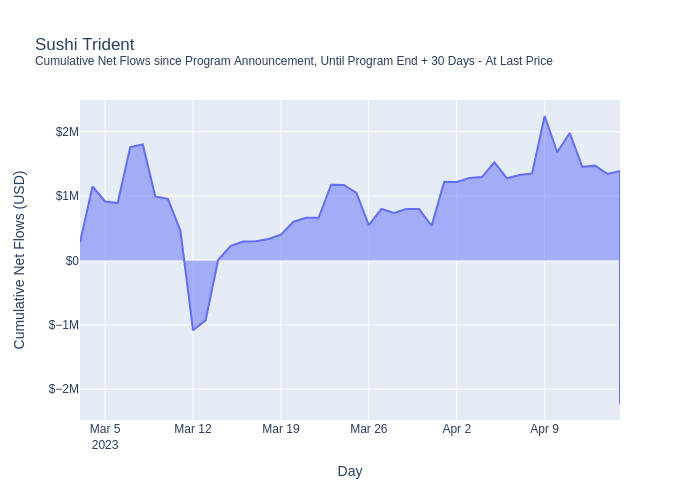 Sushi Trident
Cumulative Net Flows since Program Announcement, Until Program End + 30 Days - At Last Price
Cumulative Net Flows (USD)
$2M
$1M
$0
$−1M
$−2M
Mar 5
2023
Mar 12
Mar 19
Mar 26
Apr 2
Apr 9
Day